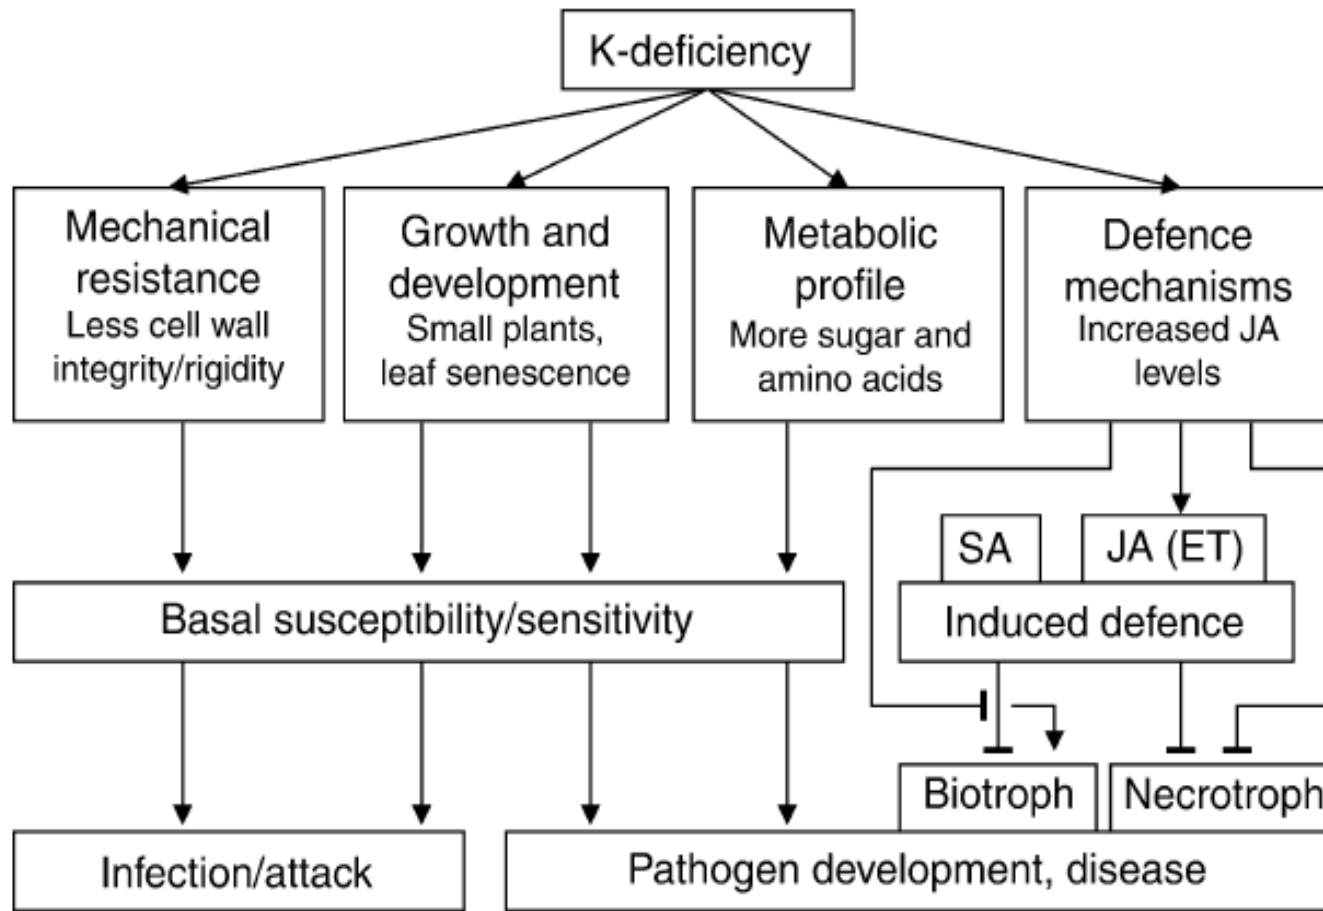 K-deficiency
Mechanical
resistance
Less cell wall
integrity/rigidity
Growth and
development
Small plants,
leaf senescence
Metabolic
profile
More sugar and
amino acids
Defence
mechanisms
Increased JA
levels
SA
JA (ET)
Basal susceptibility/sensitivity
Induced defence
Biotroph
Necrotroph
Infection/attack
Pathogen development, disease